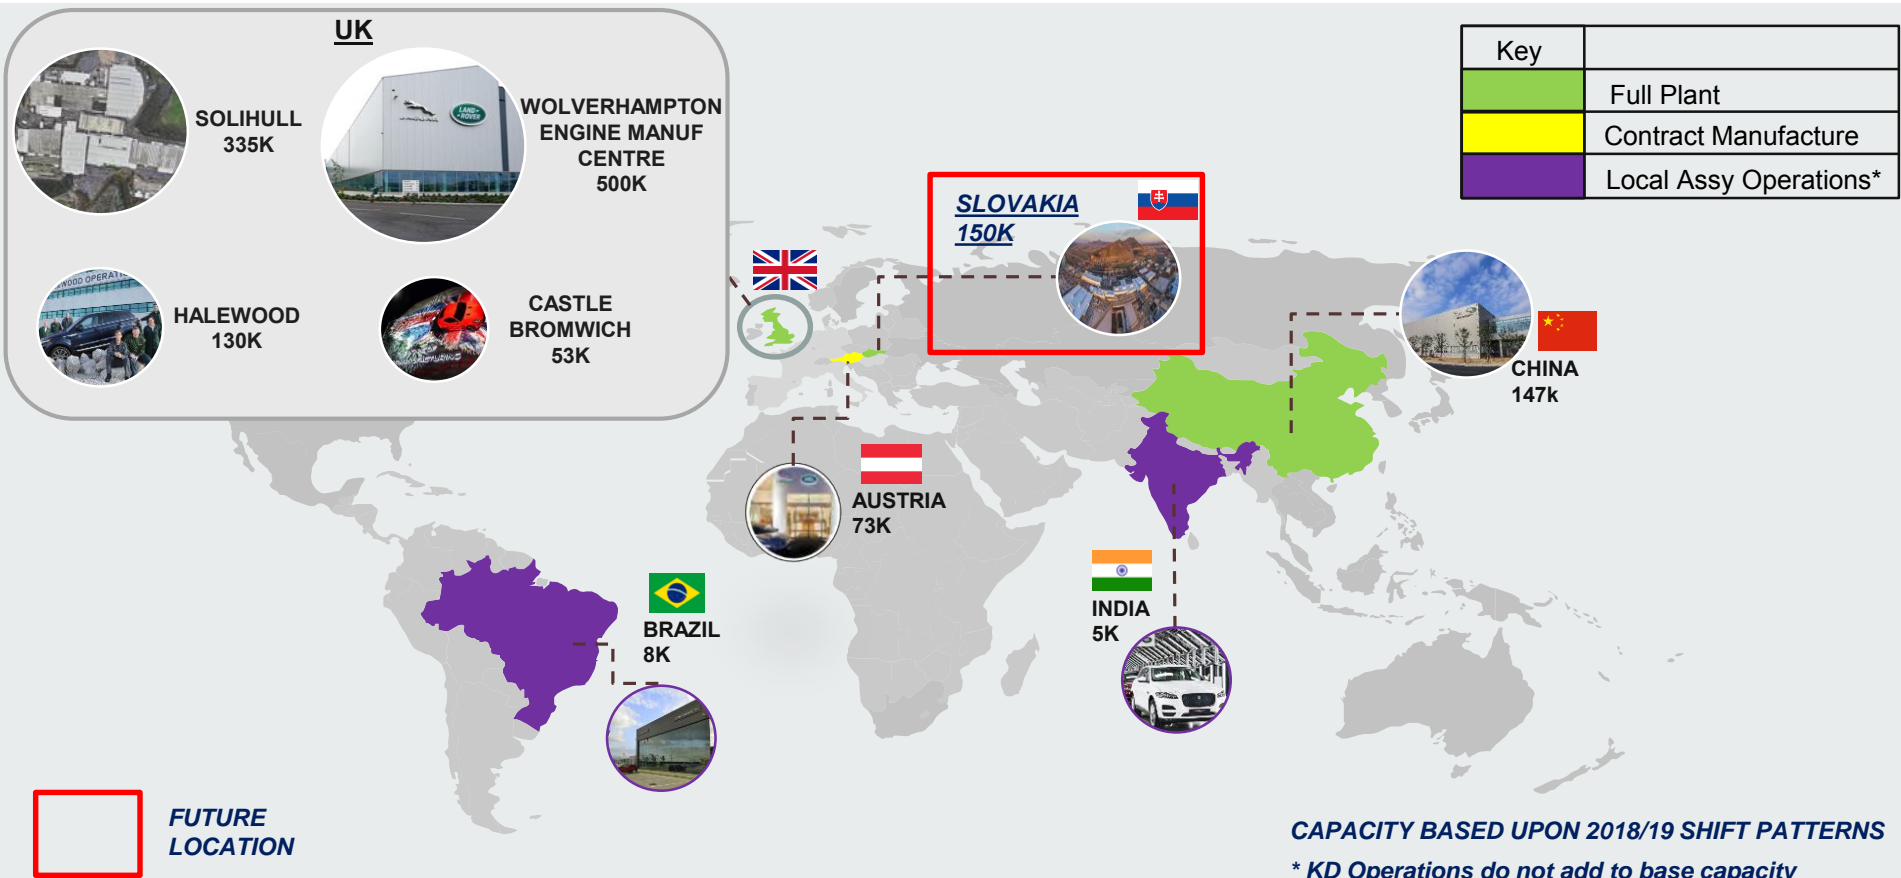 UK
SOLIHULL
335K
WOLVERHAMPTON
ENGINE MANUF
CENTRE
500K
HALEWOOD
130K
CASTLE
BROMWICH
53K
Key
Full Plant
Contract Manufacture
Local Assy Operations*
SLOVAKIA
150K
CHINA
147k
AUSTRIA
73K
INDIA
5K
BRAZIL
8K
FUTURE
LOCATION
CAPACITY BASED UPON 2018/19 SHIFT PATTERNS
* KD Operations do not add to base capacity
LAND-
ROVER